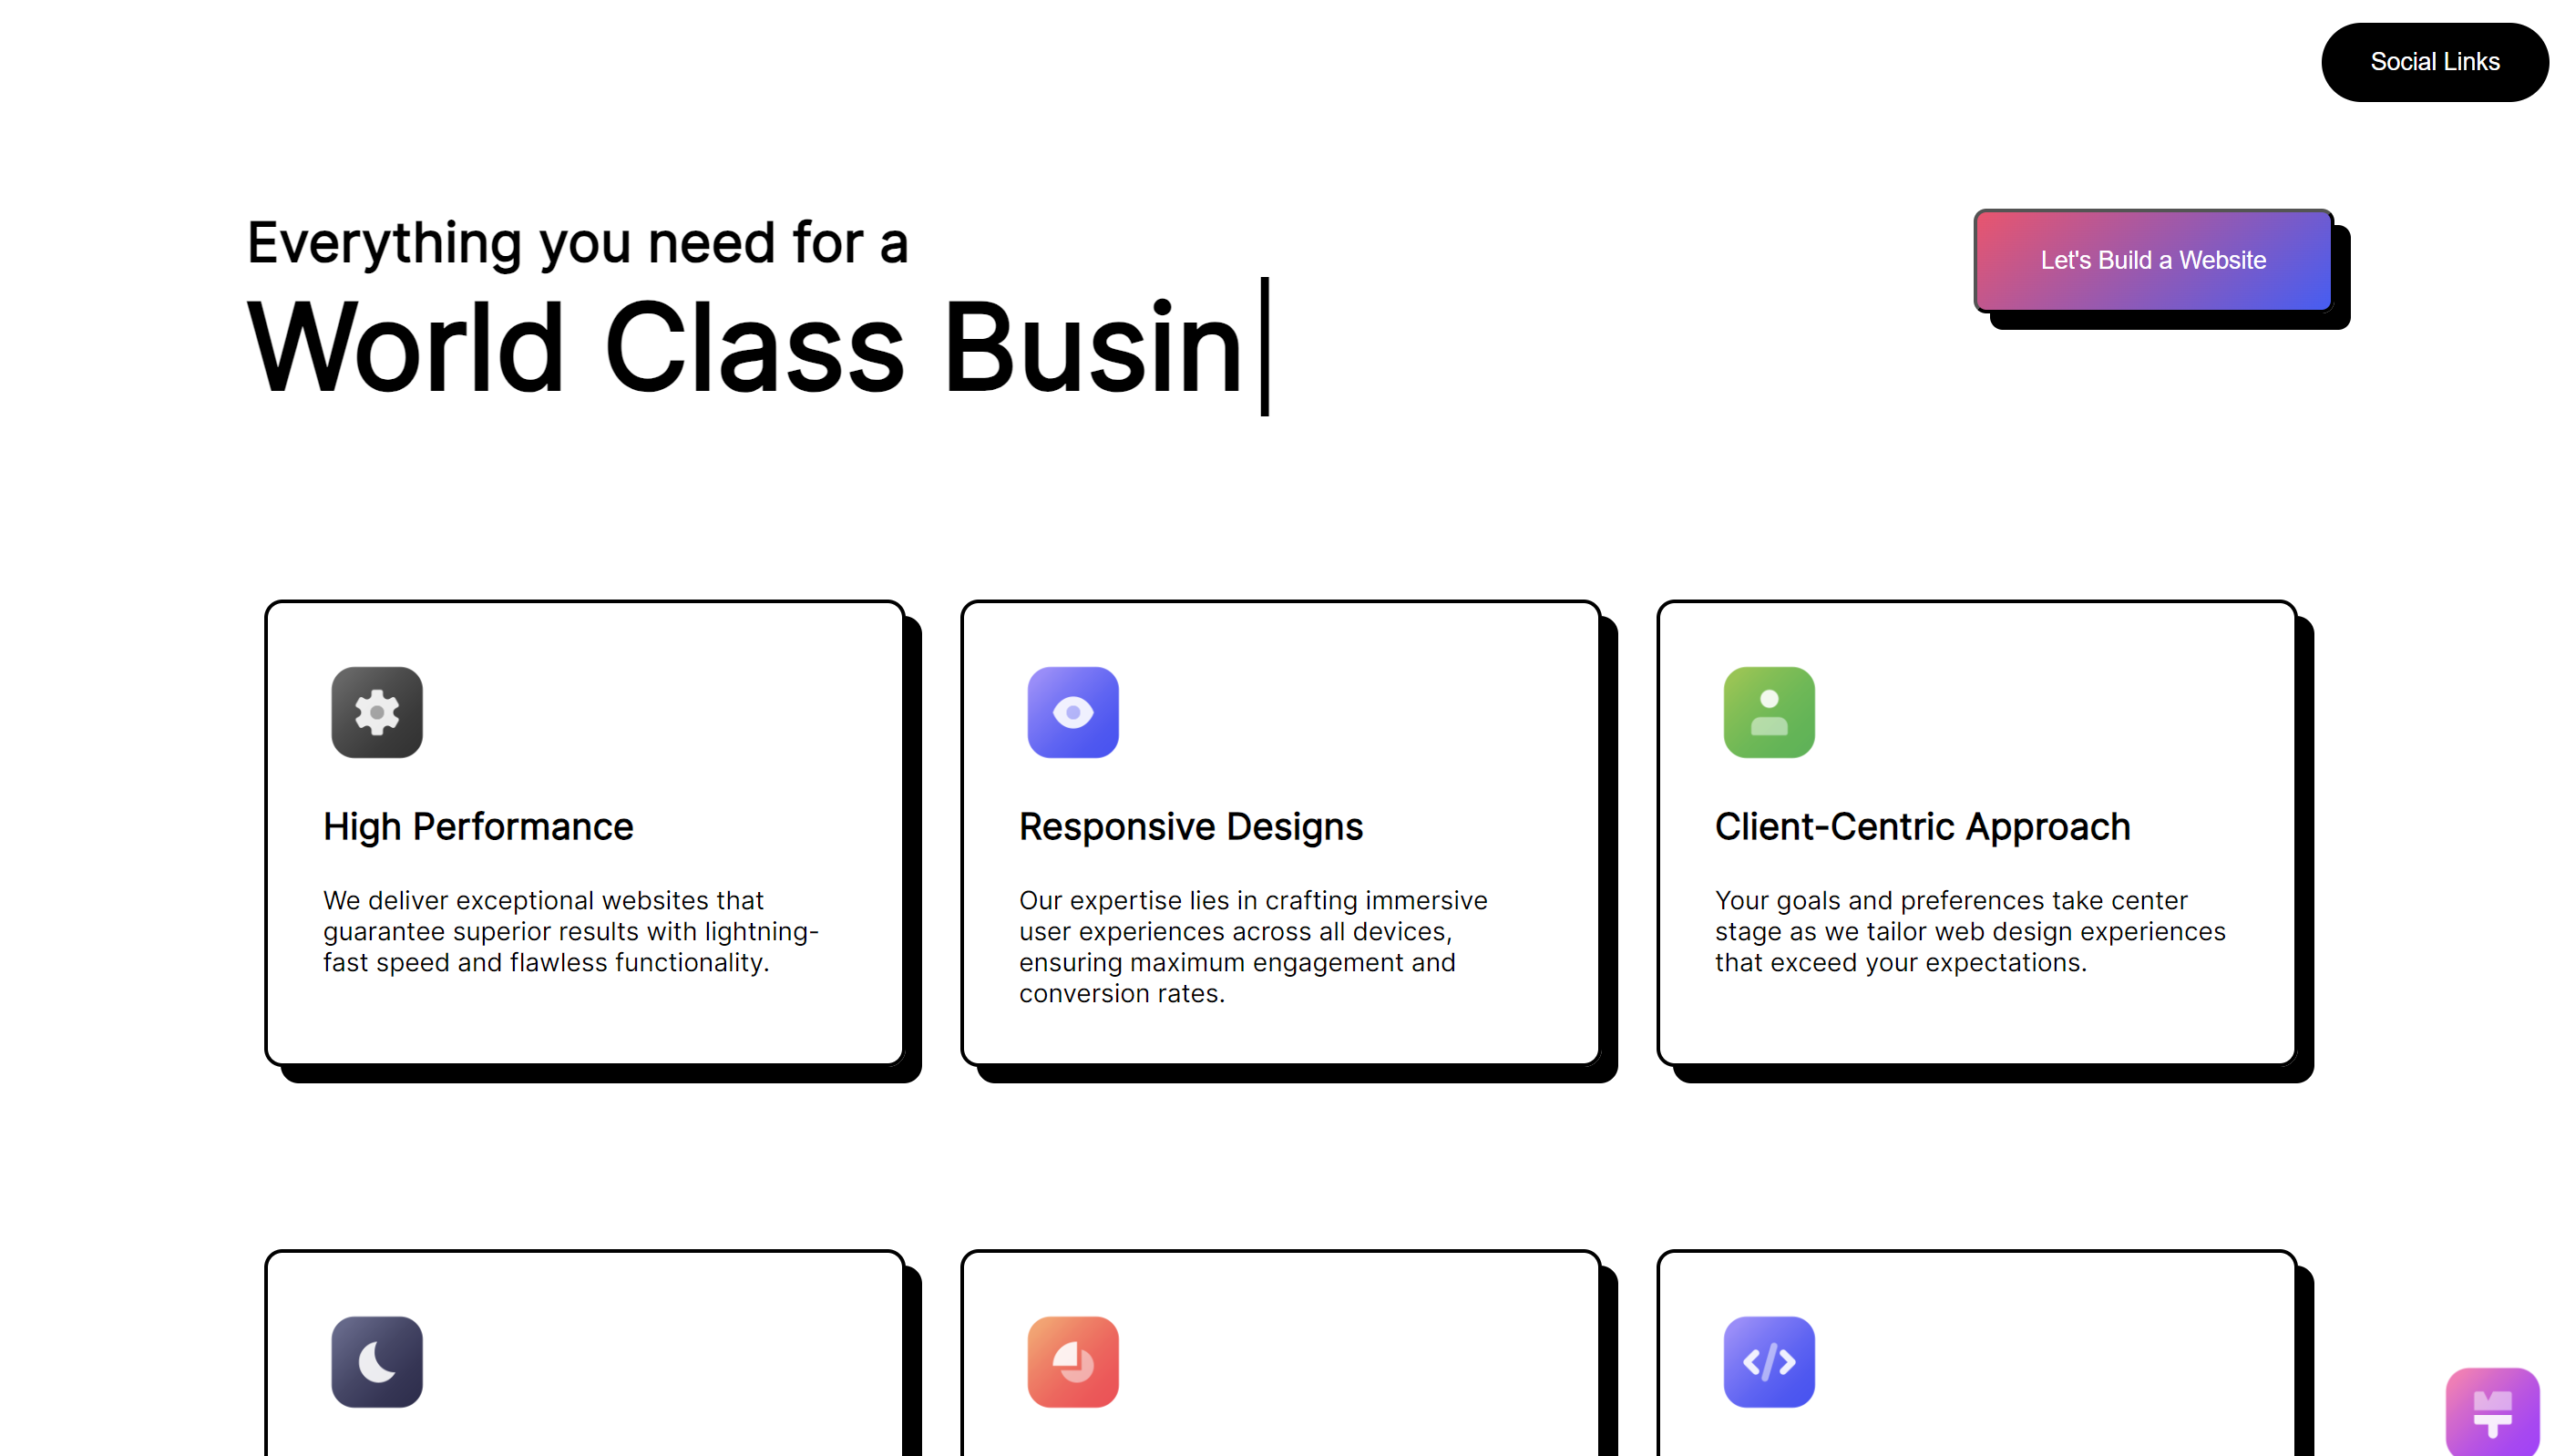 Social Links
Everything you need for a
World Class Busin
Let's Build a Website
High Performance
We deliver exceptional websites that
guarantee superior results with lightning-
fast speed and flawless functionality.
Responsive Designs
Our expertise lies in crafting immersive
user experiences across all devices,
ensuring maximum engagement and
conversion rates.
Client-Centric Approach
Your goals and preferences take center
stage as we tailor web design experiences
that exceed your expectations.